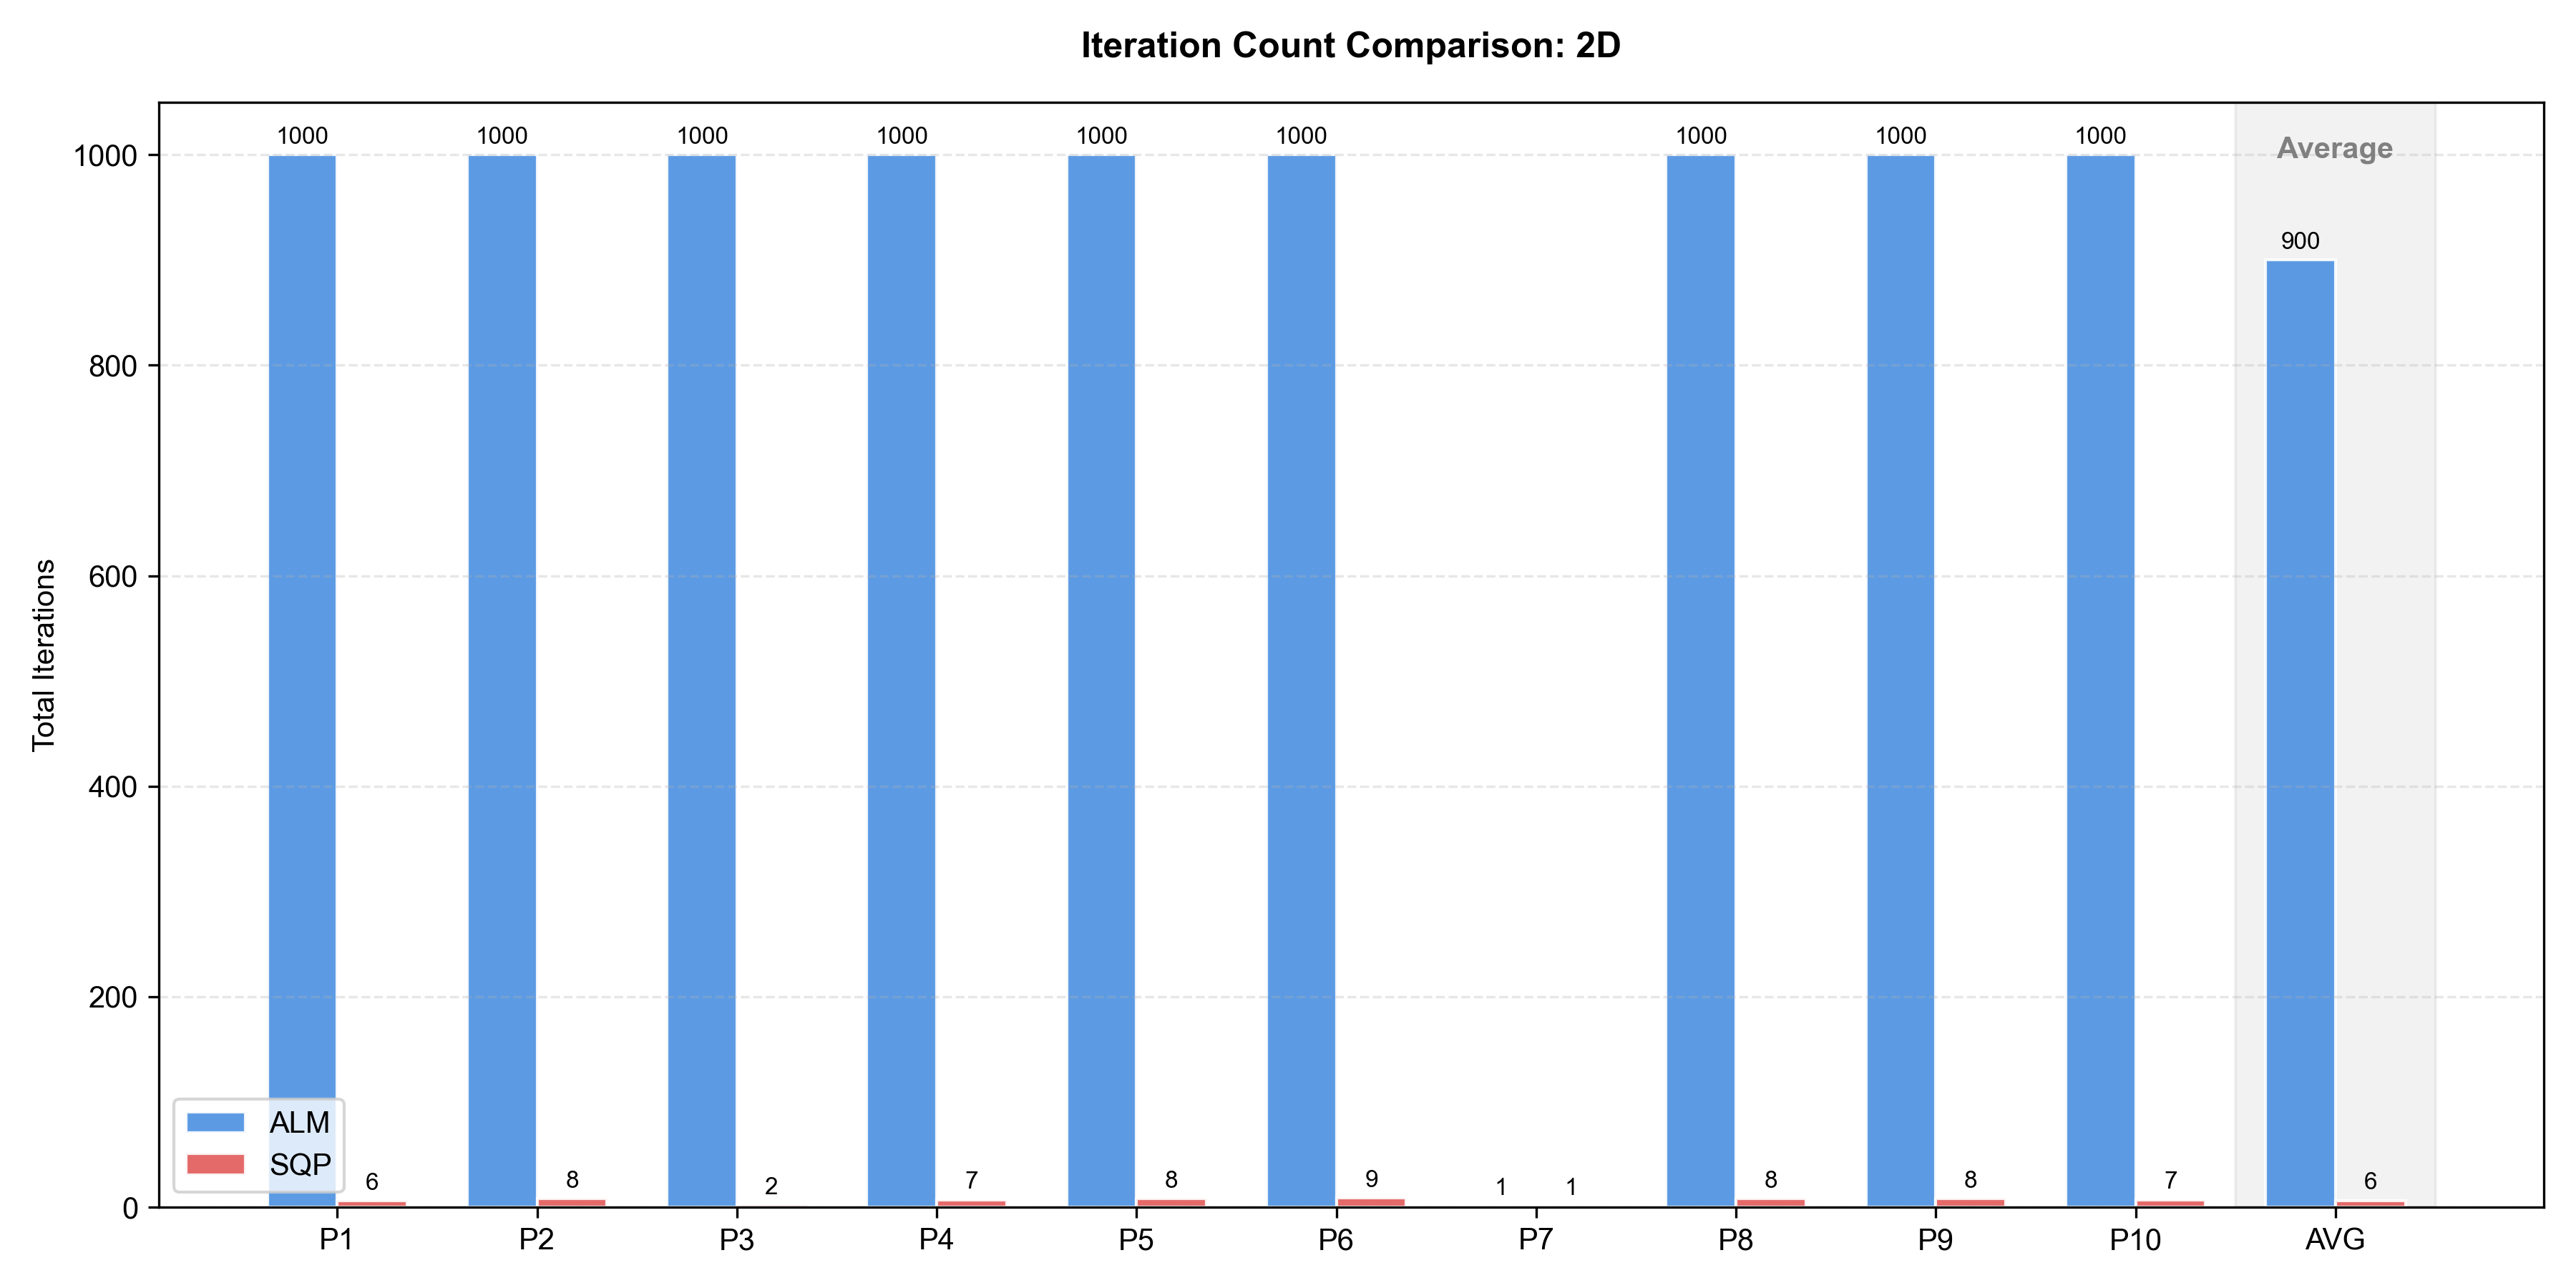 Iteration Count Comparison: 2D
Total Iterations
1000
800
600
400
200
0
1000 1000 1000 1000 1000 1000 1000 1000 1000
Average
900
6 8 2 7 8 9 1 1 8 8 7 6
ALM
SQP
P1 P2 P3 P4 P5 P6 P7 P8 P9 P10 AVG